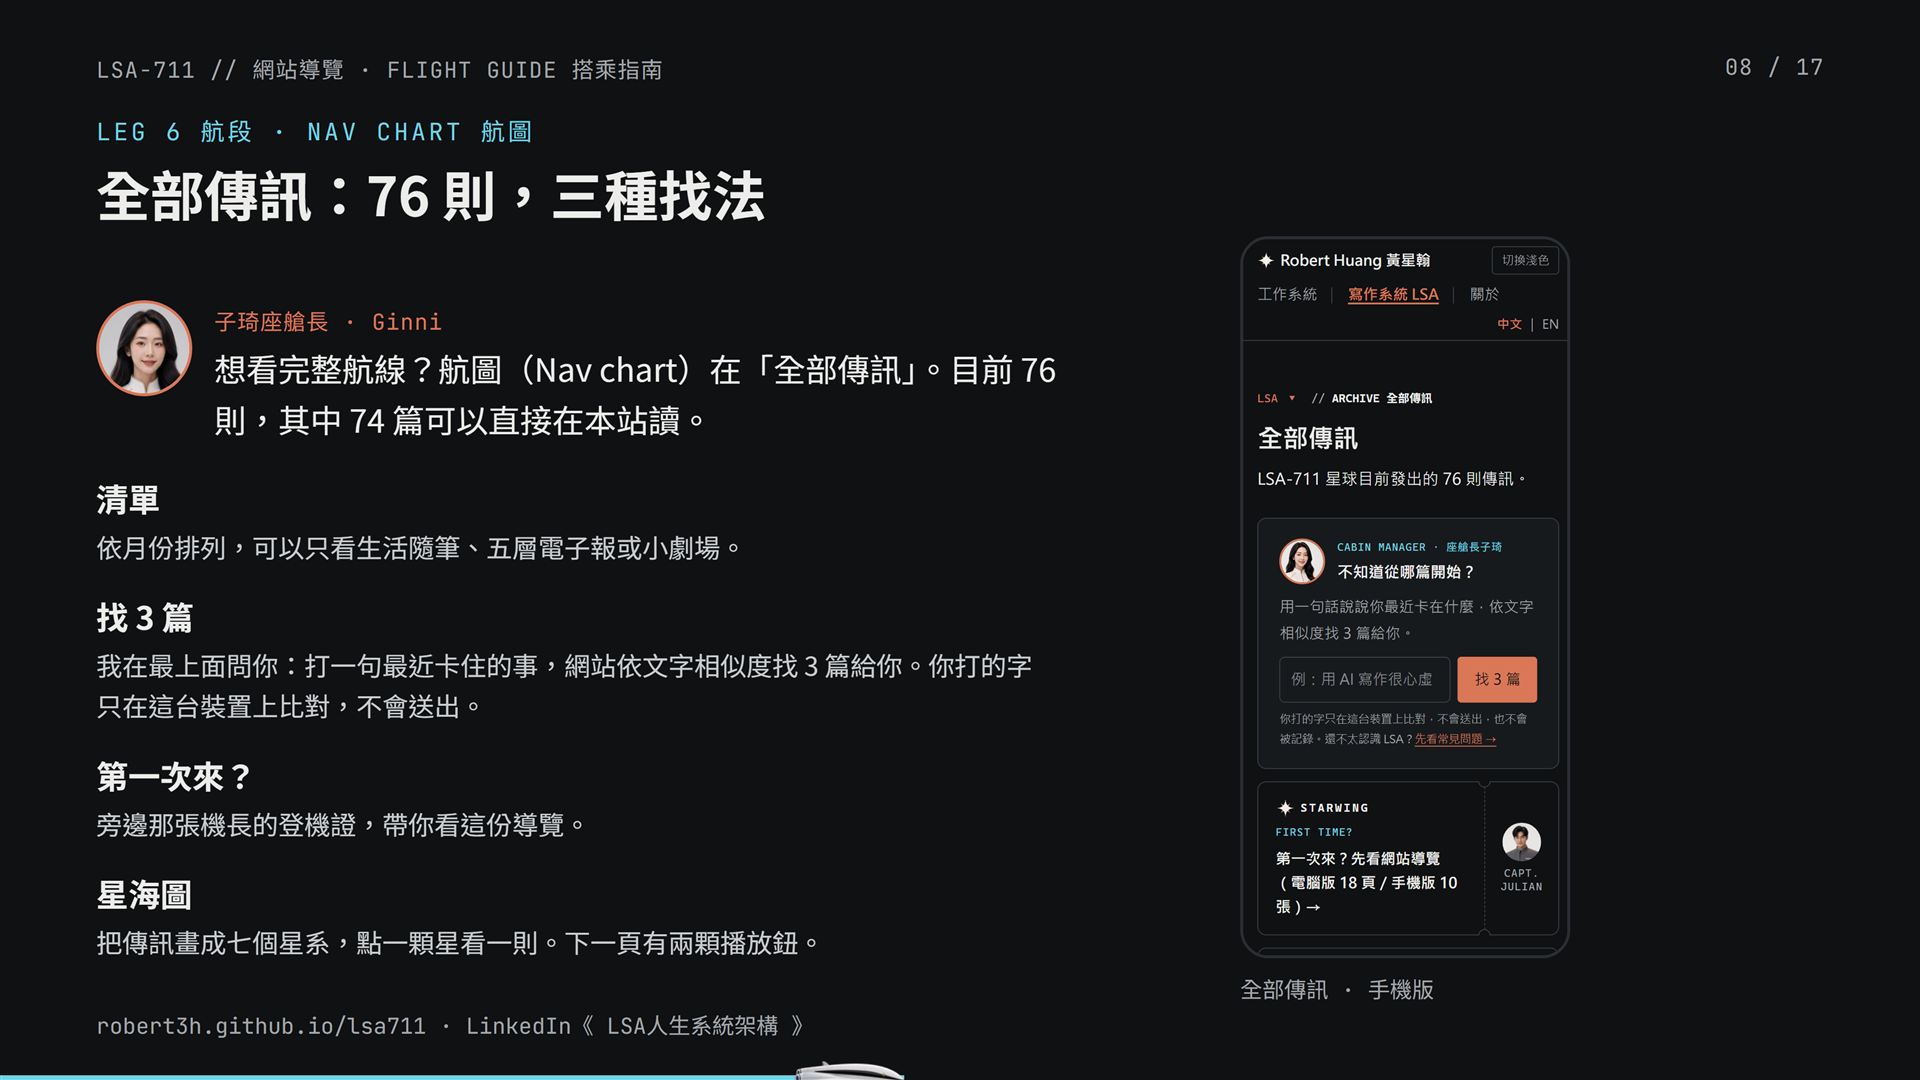 LSA-711 // 網站導覽 · FLIGHT GUIDE 搭乘指南
08 / 17
LEG 6 航段 · NAV CHART 航圖
全部傳訊：76 則，三種找法
子琦座艙長 · Ginni
想看完整航線？航圖（Nav chart）在「全部傳訊」。目前 76
則，其中 74 篇可以直接在本站讀。
清單
依月份排列，可以只看生活隨筆、五層電子報或小劇場。
找 3 篇
我在最上面問你：打一句最近卡住的事，網站依文字相似度找 3 篇給你。你打的字
只在這台裝置上比對，不會送出。
第一次來？
旁邊那張機長的登機證，帶你看這份導覽。
星海圖
把傳訊畫成七個星系，點一顆星看一則。下一頁有兩顆播放鈕。
robert3h.github.io/lsa711 · LinkedIn《 LSA人生系統架構 》
Robert Huang 黃星翰
切換淺色
工作系統 | 寫作系統 LSA | 關於
中文 | EN
LSA ▼ // ARCHIVE 全部傳訊
全部傳訊
LSA-711 星球目前發出的 76 則傳訊。
CABIN MANAGER · 座艙長子琦
不知道從哪篇開始？
用一句話說說你最近卡在什麼，依文字
相似度找 3 篇給你。
例：用 AI 寫作很心虛
找 3 篇
你打的字只在這台裝置上比對，不會送出，也不會
被記錄。還不太認識 LSA？先看常見問題 →
STARWING
FIRST TIME?
第一次來？先看網站導覽
（電腦版 18 頁 / 手機版 10
張）→
CAPT.
JULIAN
全部傳訊 · 手機版